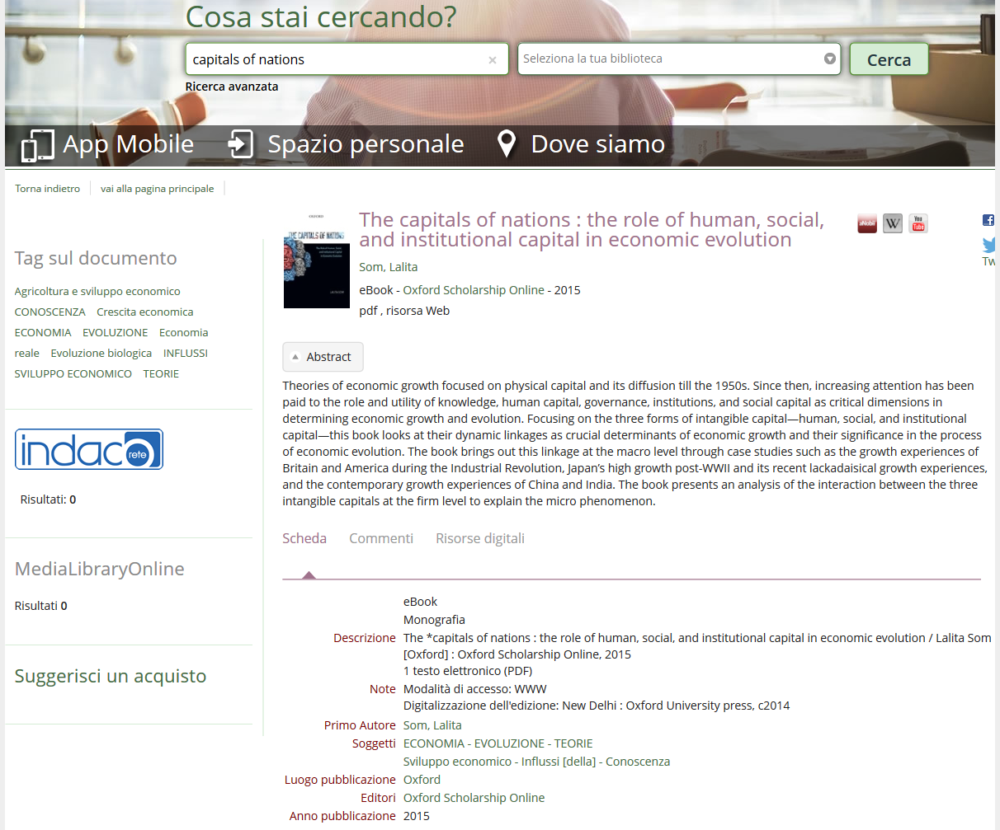 Cosa stai cercando?
capitals of nations
Seleziona la tua biblioteca
Cerca
Ricerca avanzata
App Mobile
Spazio personale
Dove siamo
Torna indietro
vai alla pagina principale
Tag sul documento
Agricoltura e sviluppo economico
CONOSCENZA Crescita economica
ECONOMIA EVOLUZIONE Economia
reale Evoluzione biologica INFLUSSI
SVILUPPO ECONOMICO TEORIE
indaco rete
Risultati: 0
MediaLibraryOnline
Risultati 0
Suggerisci un acquisto
OXFORD
THE CAPITALS OF NATIONS
The capitals of nations : the role of human, social,
and institutional capital in economic evolution
Som, Lalita
eBook - Oxford Scholarship Online - 2015
pdf , risorsa Web
aNobii
W
You Tube
f
Tw
Abstract
Theories of economic growth focused on physical capital and its diffusion till the 1950s. Since then, increasing attention has been
paid to the role and utility of knowledge, human capital, governance, institutions, and social capital as critical dimensions in
determining economic growth and evolution. Focusing on the three forms of intangible capital—human, social, and institutional
capital—this book looks at their dynamic linkages as crucial determinants of economic growth and their significance in the process
of economic evolution. The book brings out this linkage at the macro level through case studies such as the growth experiences of
Britain and America during the Industrial Revolution, Japan's high growth post-WWII and its recent lackadaisical growth experiences,
and the contemporary growth experiences of China and India. The book presents an analysis of the interaction between the three
intangible capitals at the firm level to explain the micro phenomenon.
Scheda
Commenti
Risorse digitali
eBook
Monografia
Descrizione The *capitals of nations : the role of human, social, and institutional capital in economic evolution / Lalita Som
[Oxford] : Oxford Scholarship Online, 2015
1 testo elettronico (PDF)
Note Modalità di accesso: WWW
Digitalizzazione dell'edizione: New Delhi : Oxford University press, c2014
Primo Autore Som, Lalita
Soggetti ECONOMIA - EVOLUZIONE - TEORIE
Sviluppo economico - Influssi [della] - Conoscenza
Luogo pubblicazione Oxford
Editori Oxford Scholarship Online
Anno pubblicazione 2015